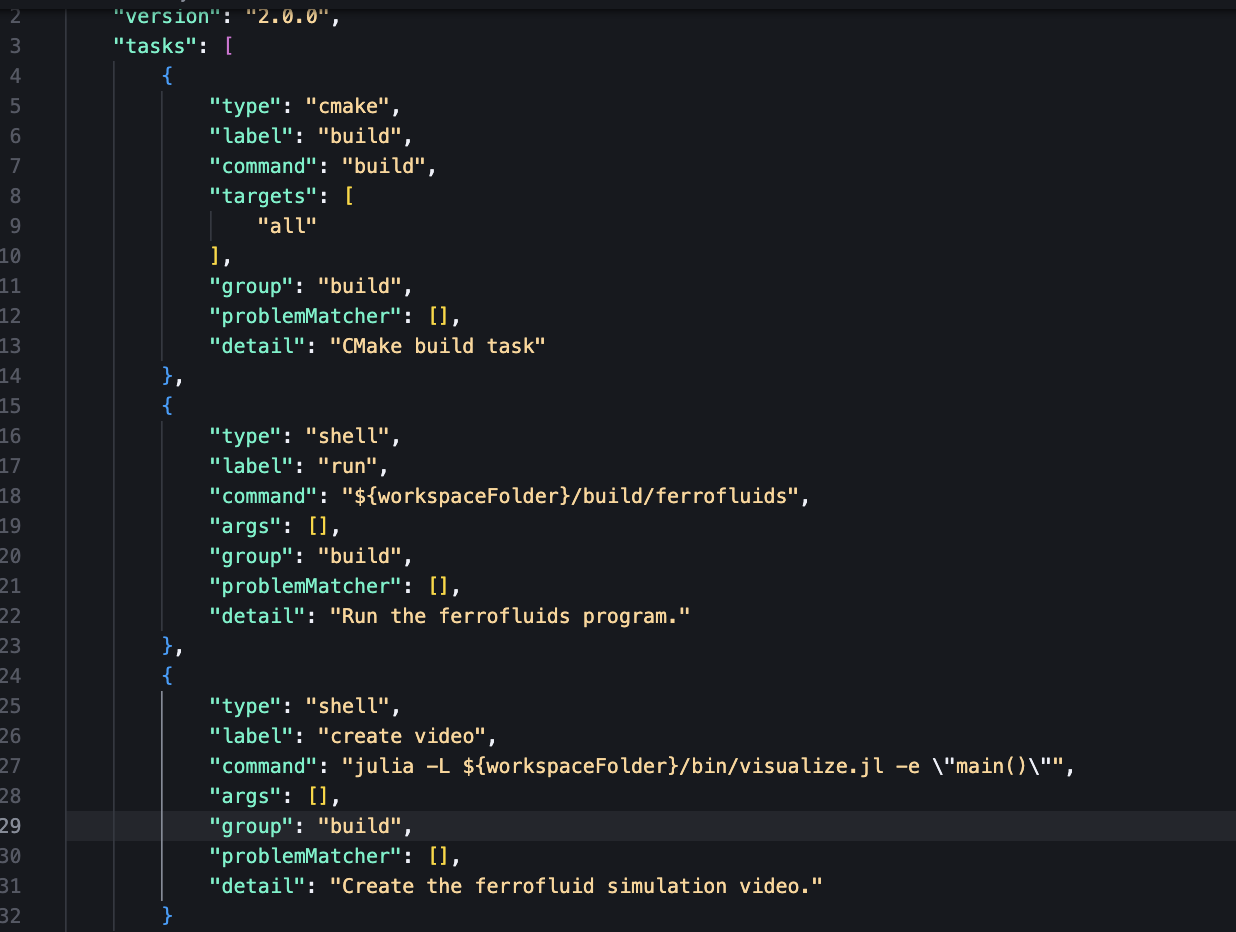 2 "version": "2.0.0",
3 "tasks": [
4 {
5 "type": "cmake",
6 "label": "build",
7 "command": "build",
8 "targets": [
9 "all"
10 ],
11 "group": "build",
12 "problemMatcher": [],
13 "detail": "CMake build task"
14 },
15 {
16 "type": "shell",
17 "label": "run",
18 "command": "${workspaceFolder}/build/ferrofluids",
19 "args": [],
20 "group": "build",
21 "problemMatcher": [],
22 "detail": "Run the ferrofluids program."
23 },
24 {
25 "type": "shell",
26 "label": "create video",
27 "command": "julia -L ${workspaceFolder}/bin/visualize.jl -e \"main()\"",
28 "args": [],
29 "group": "build",
30 "problemMatcher": [],
31 "detail": "Create the ferrofluid simulation video."
32 }